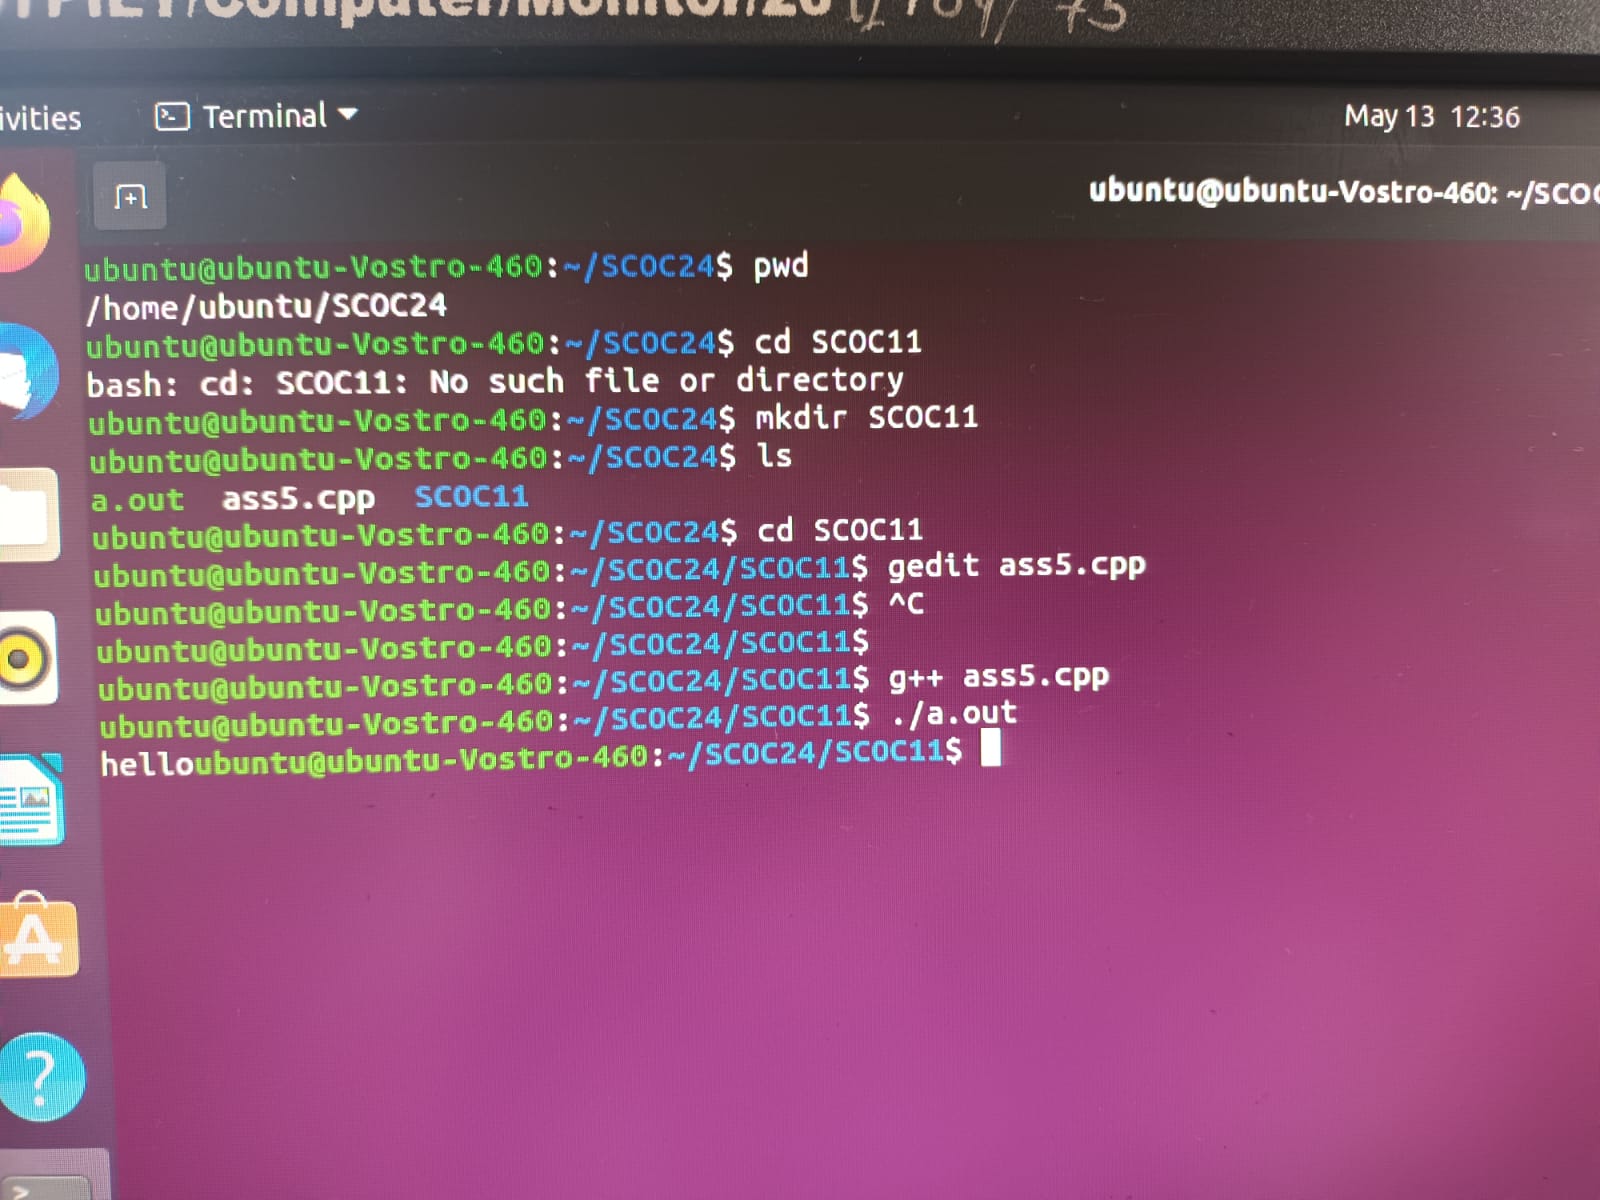 Computer/Monitor/20
75
ivities Terminal May 13 12:36
ubuntu@ubuntu-Vostro-460: ~/SCO
ubuntu@ubuntu-Vostro-460:~/SCOC24$ pwd
/home/ubuntu/SCOC24
ubuntu@ubuntu-Vostro-460:~/SCOC24$ cd SCOC11
bash: cd: SCOC11: No such file or directory
ubuntu@ubuntu-Vostro-460:~/SCOC24$ mkdir SCOC11
ubuntu@ubuntu-Vostro-460:~/SCOC24$ ls
a.out ass5.cpp SCOC11
ubuntu@ubuntu-Vostro-460:~/SCOC24$ cd SCOC11
ubuntu@ubuntu-Vostro-460:~/SCOC24/SCOC11$ gedit ass5.cpp
ubuntu@ubuntu-Vostro-460:~/SCOC24/SCOC11$ ^C
ubuntu@ubuntu-Vostro-460:~/SCOC24/SCOC11$
ubuntu@ubuntu-Vostro-460:~/SCOC24/SCOC11$ g++ ass5.cpp
ubuntu@ubuntu-Vostro-460:~/SCOC24/SCOC11$ ./a.out
helloubuntu@ubuntu-Vostro-460:~/SCOC24/SCOC11$